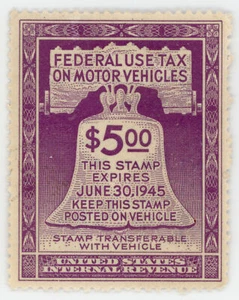 FEDERAL USE TAX
ON MOTOR VEHICLES
$5.00
THIS STAMP
EXPIRES
JUNE 30, 1945
KEEP THIS STAMP
POSTED ON VEHICLE
STAMP TRANSFERABLE
WITH VEHICLE
UNITED STATES
INTERNAL REVENUE